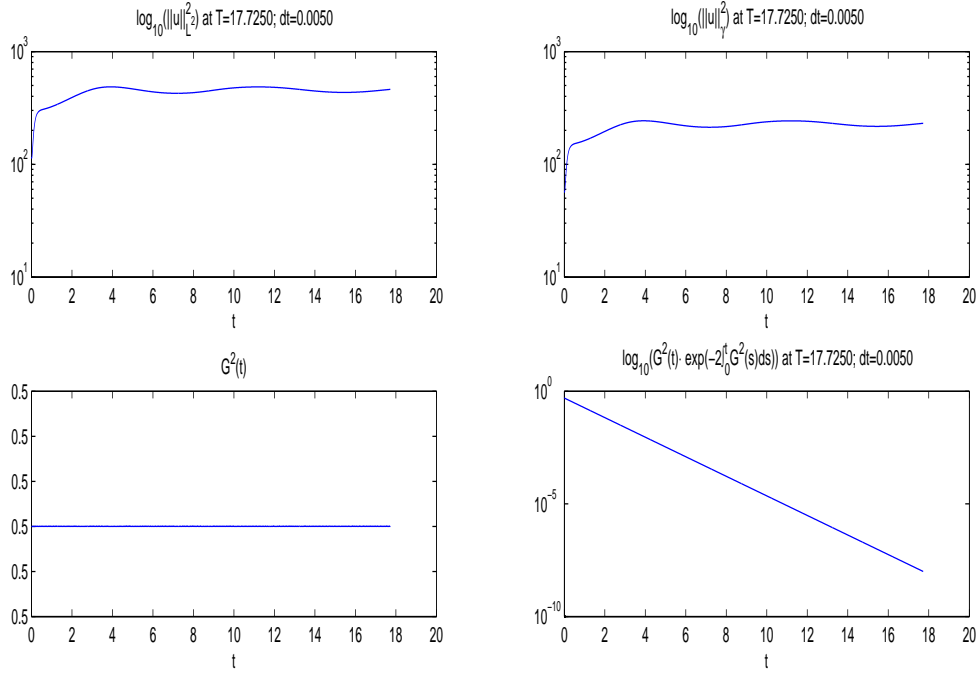 log₁₀(||u||²_L²) at T=17.7250; dt=0.0050
10³
10²
10¹
0 2 4 6 8 10 12 14 16 18 20
t
log₁₀(||u||²_γ) at T=17.7250; dt=0.0050
10³
10²
10¹
0 2 4 6 8 10 12 14 16 18 20
t
G²(t)
0.5
0.5
0.5
0.5
0.5
0.5
0 2 4 6 8 10 12 14 16 18 20
t
log₁₀(G²(t)· exp(-2∫₀ᵗG²(s)ds)) at T=17.7250; dt=0.0050
10⁰
10⁻⁵
10⁻¹⁰
0 2 4 6 8 10 12 14 16 18 20
t